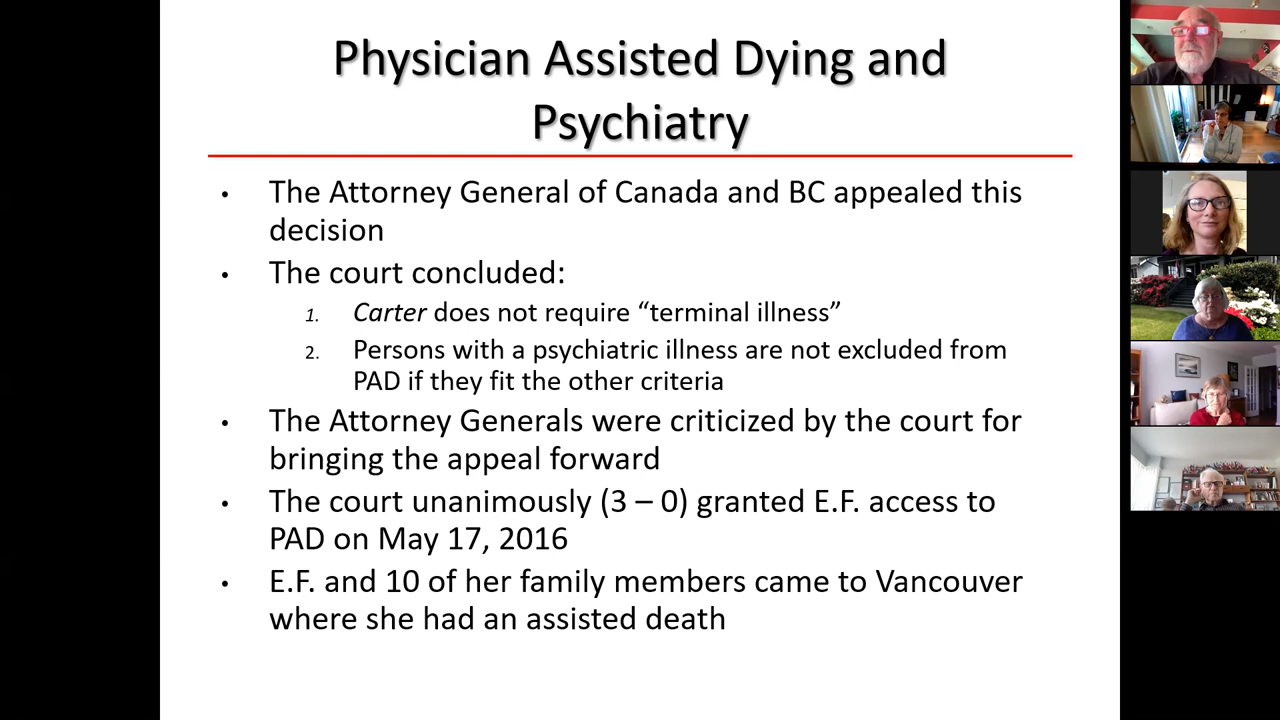 Physician Assisted Dying and
Psychiatry
• The Attorney General of Canada and BC appealed this
decision
• The court concluded:
1. Carter does not require “terminal illness”
2. Persons with a psychiatric illness are not excluded from
PAD if they fit the other criteria
• The Attorney Generals were criticized by the court for
bringing the appeal forward
• The court unanimously (3 – 0) granted E.F. access to
PAD on May 17, 2016
• E.F. and 10 of her family members came to Vancouver
where she had an assisted death